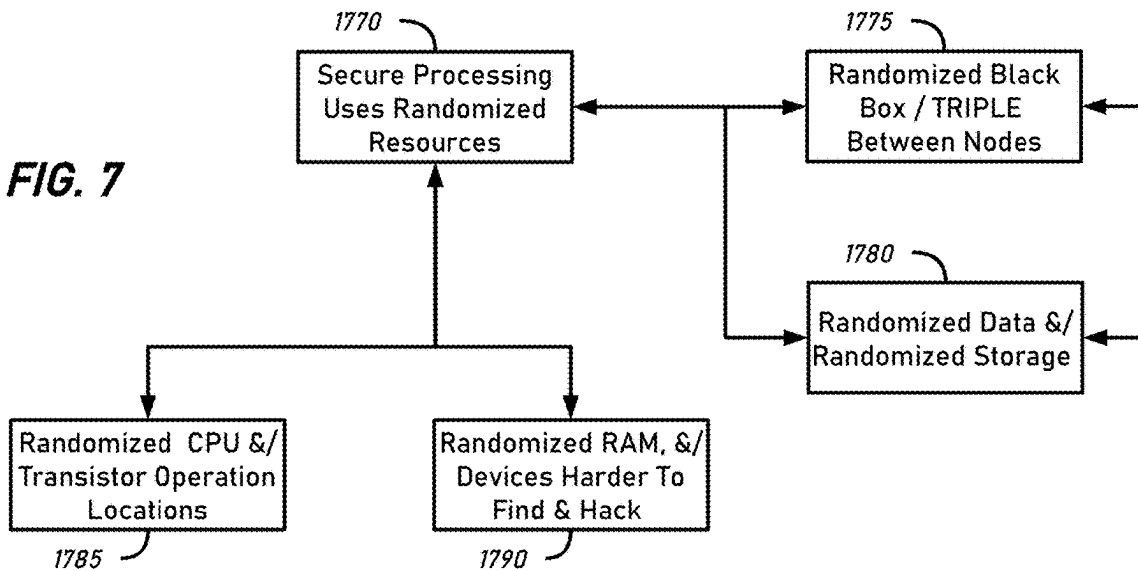 1770
Secure Processing
Uses Randomized
Resources
1775
Randomized Black
Box / TRIPLE
Between Nodes
FIG. 7
1780
Randomized Data &/
Randomized Storage
Randomized CPU &/
Transistor Operation
Locations
1785
Randomized RAM, &/
Devices Harder To
Find & Hack
1790